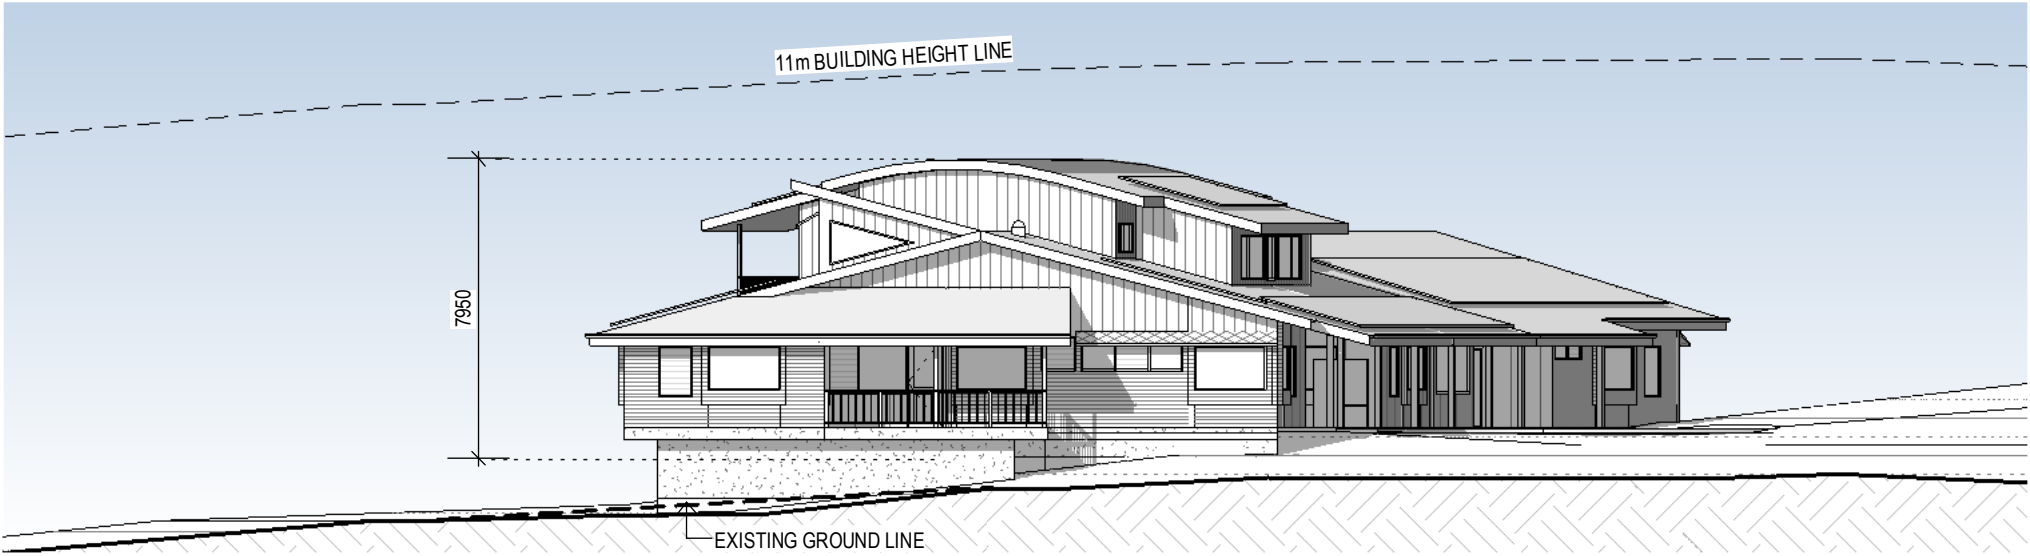 11m BUILDING HEIGHT LINE
7950
EXISTING GROUND LINE